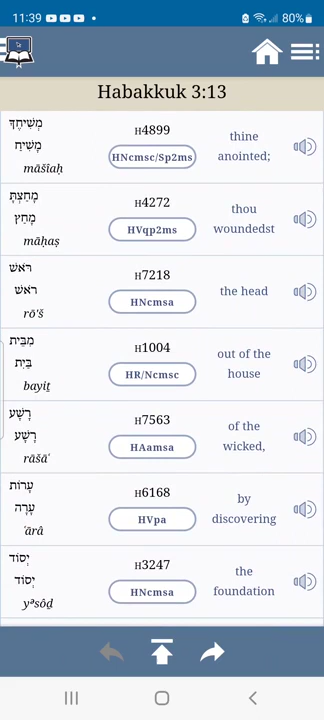 11:39 80%
Habakkuk 3:13
מְשִׁיחֶךָ H4899 thine
מָשִׁיחַ HNcmsc/Sp2ms anointed;
māšîaḥ
מָחַצְתָּ H4272 thou
מָחַץ HVqp2ms woundedst
māḥaṣ
רֹּאשׁ H7218 the head
רֹאשׁ HNcmsa
rō'š
מִבֵּית H1004 out of the
בַּיִת HR/Ncmsc house
bayiṯ
רָשָׁע H7563 of the
רָשָׁע HAamsa wicked,
rāšāʿ
עָרוֹת H6168 by
עָרָה HVpa discovering
ʿārâ
יְסוֹד H3247 the
יְסוֹד HNcmsa foundation
yᵊsôḏ